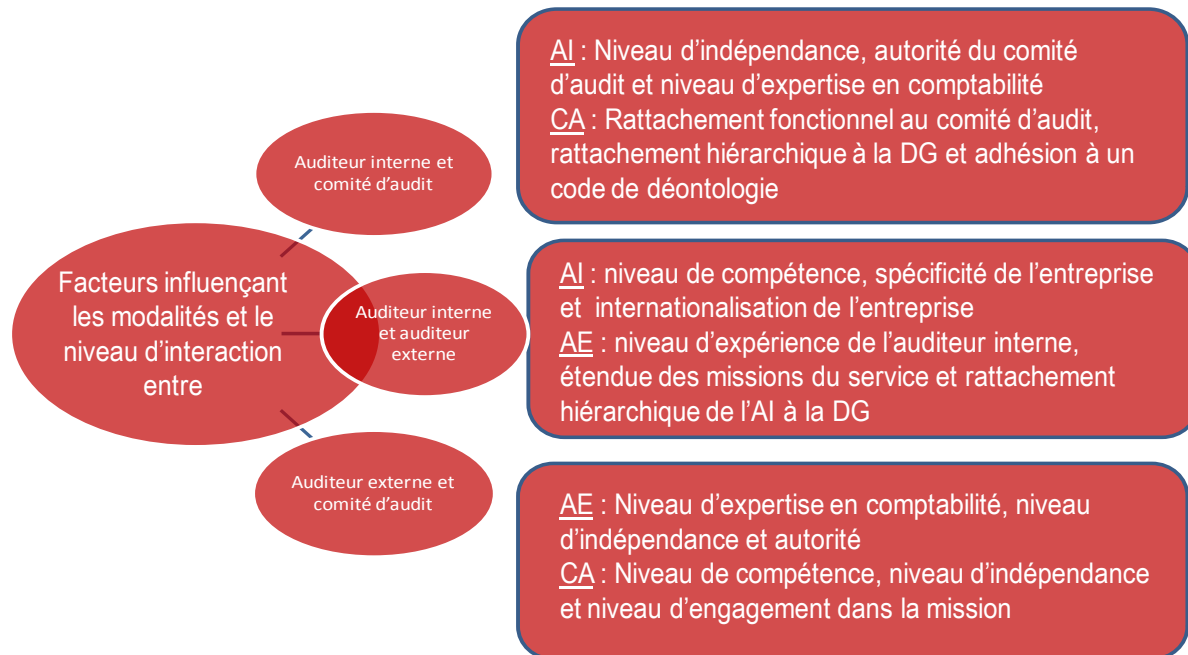 AI : Niveau d'indépendance, autorité du comité
d'audit et niveau d'expertise en comptabilité
CA : Rattachement fonctionnel au comité d'audit,
rattachement hiérarchique à la DG et adhésion à un
code de déontologie
Auditeur interne et
comité d'audit
Facteurs influençant
les modalités et le
niveau d'interaction
entre
Auditeur interne
et auditeur
externe
AI : niveau de compétence, spécificité de l'entreprise
et internationalisation de l'entreprise
AE : niveau d'expérience de l'auditeur interne,
étendue des missions du service et rattachement
hiérarchique de l'AI à la DG
Auditeur externe et
comité d'audit
AE : Niveau d'expertise en comptabilité, niveau
d'indépendance et autorité
CA : Niveau de compétence, niveau d'indépendance
et niveau d'engagement dans la mission